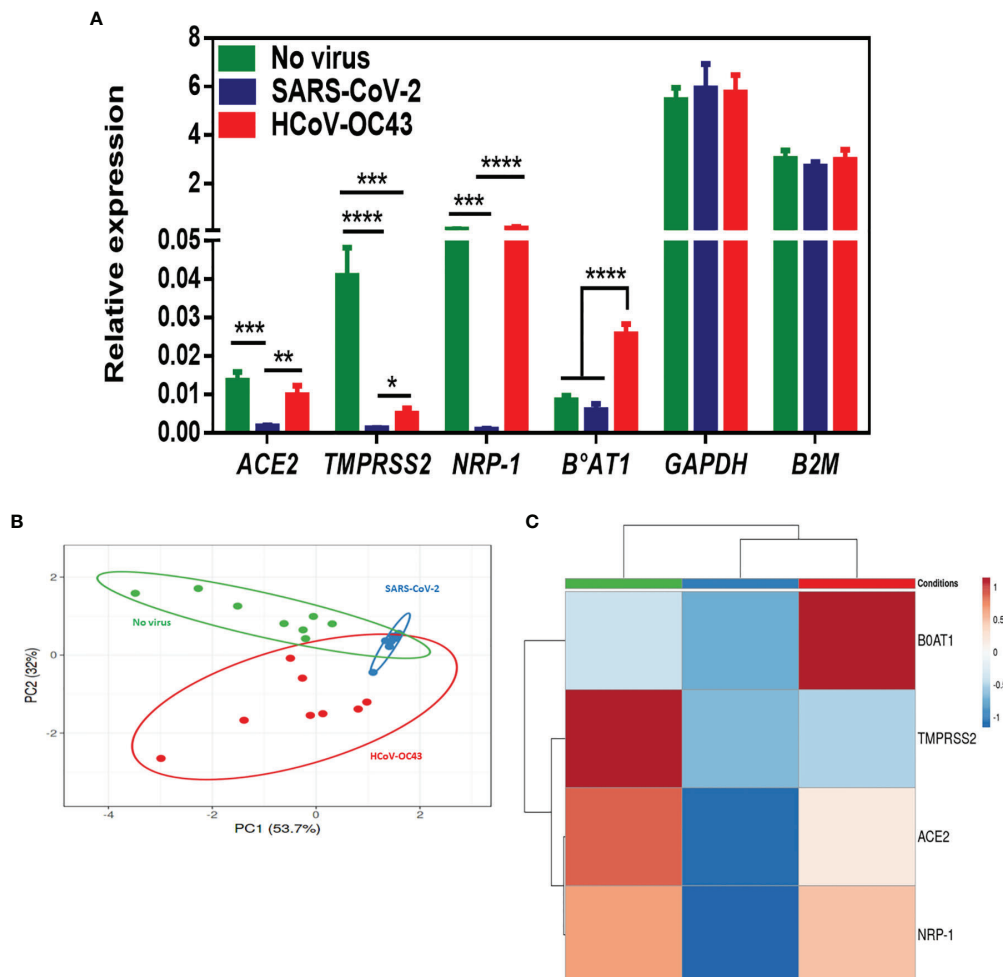 A
Relative expression
8
6
4
2
0.05
0.04
0.03
0.02
0.01
0.00
No virus
SARS-CoV-2
HCoV-OC43
*** ****
*** ****
**** ***
*** ** * ****
ACE2 TMPRSS2 NRP-1 B°AT1 GAPDH B2M
B
PC2 (32%)
2
0
-2
No virus
SARS-CoV-2
HCoV-OC43
-4 -2 0 2
PC1 (53.7%)
C
Conditions
1
0.5
0
-0.5
-1
B0AT1
TMPRSS2
ACE2
NRP-1